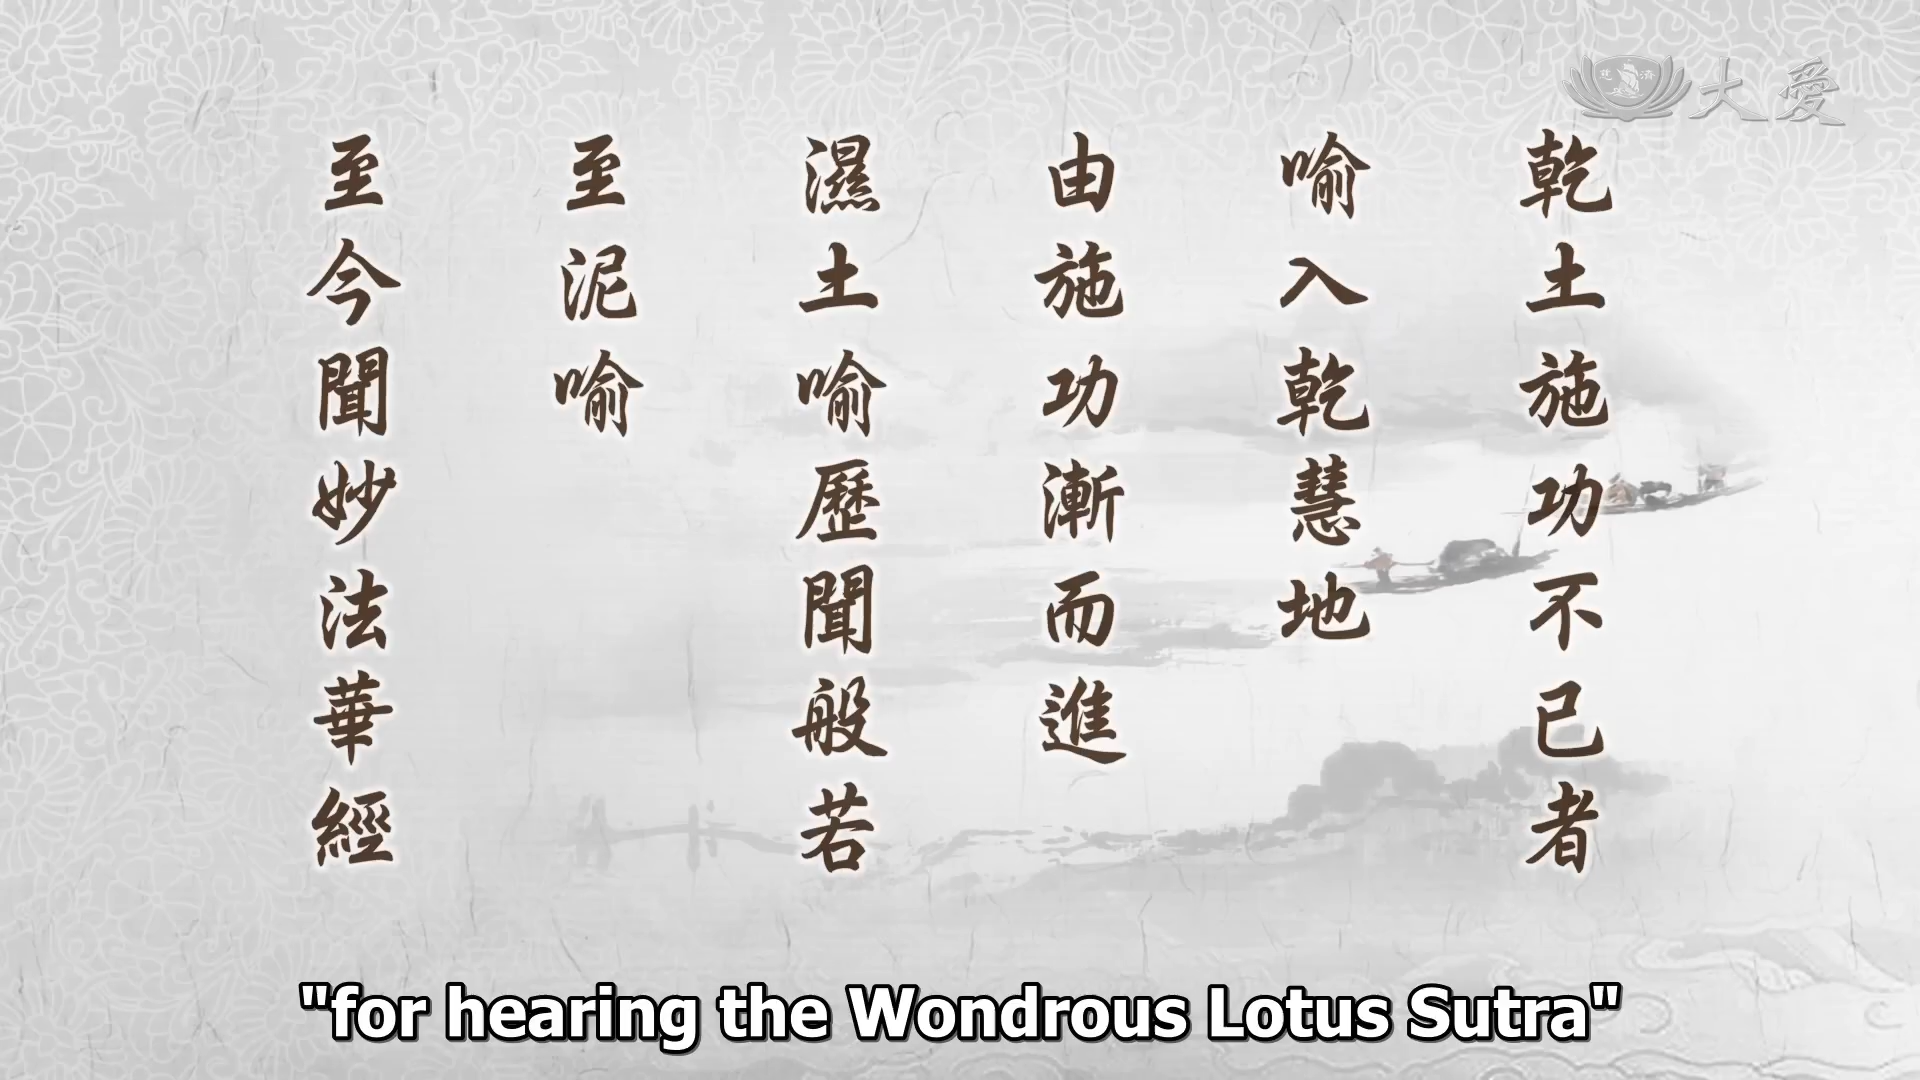 大愛
慈濟
乾土施功不已者
喻入乾慧地
由施功漸而進
濕土喻歷聞般若
至泥喻
至今聞妙法華經
"for hearing the Wondrous Lotus Sutra"